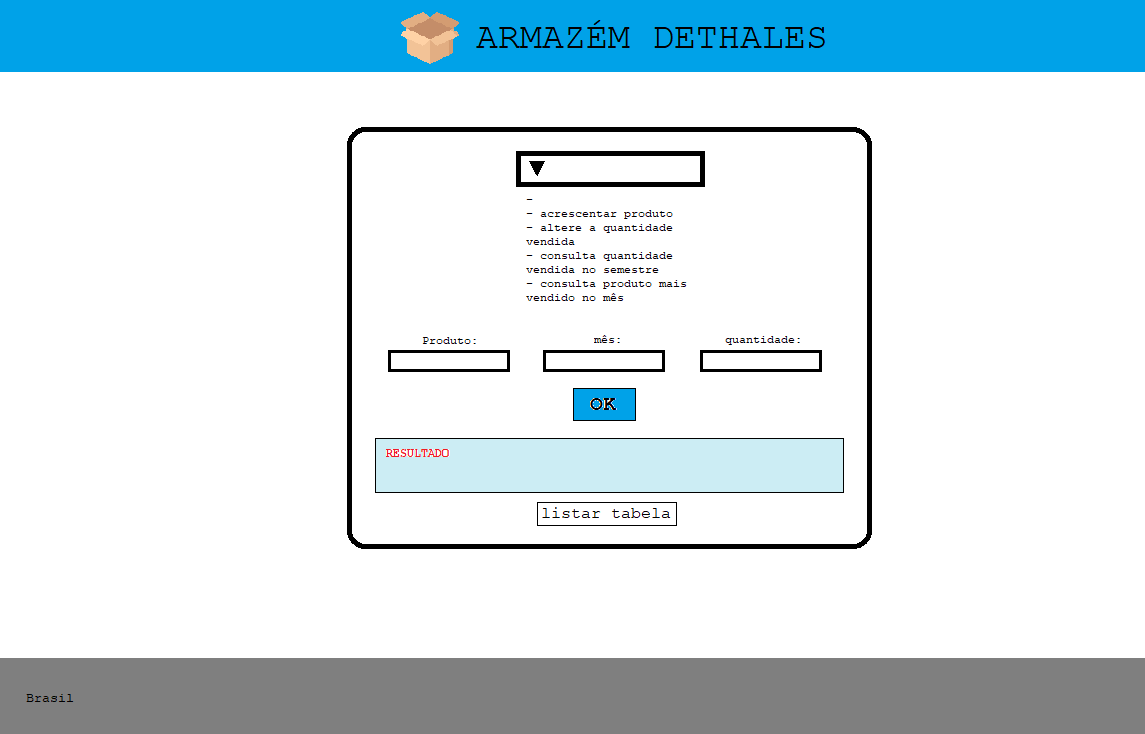 ARMAZÉM DETHALES
-
- acrescentar produto
- altere a quantidade
vendida
- consulta quantidade
vendida no semestre
- consulta produto mais
vendido no mês
Produto:
mês:
quantidade:
OK
RESULTADO
listar tabela
Brasil